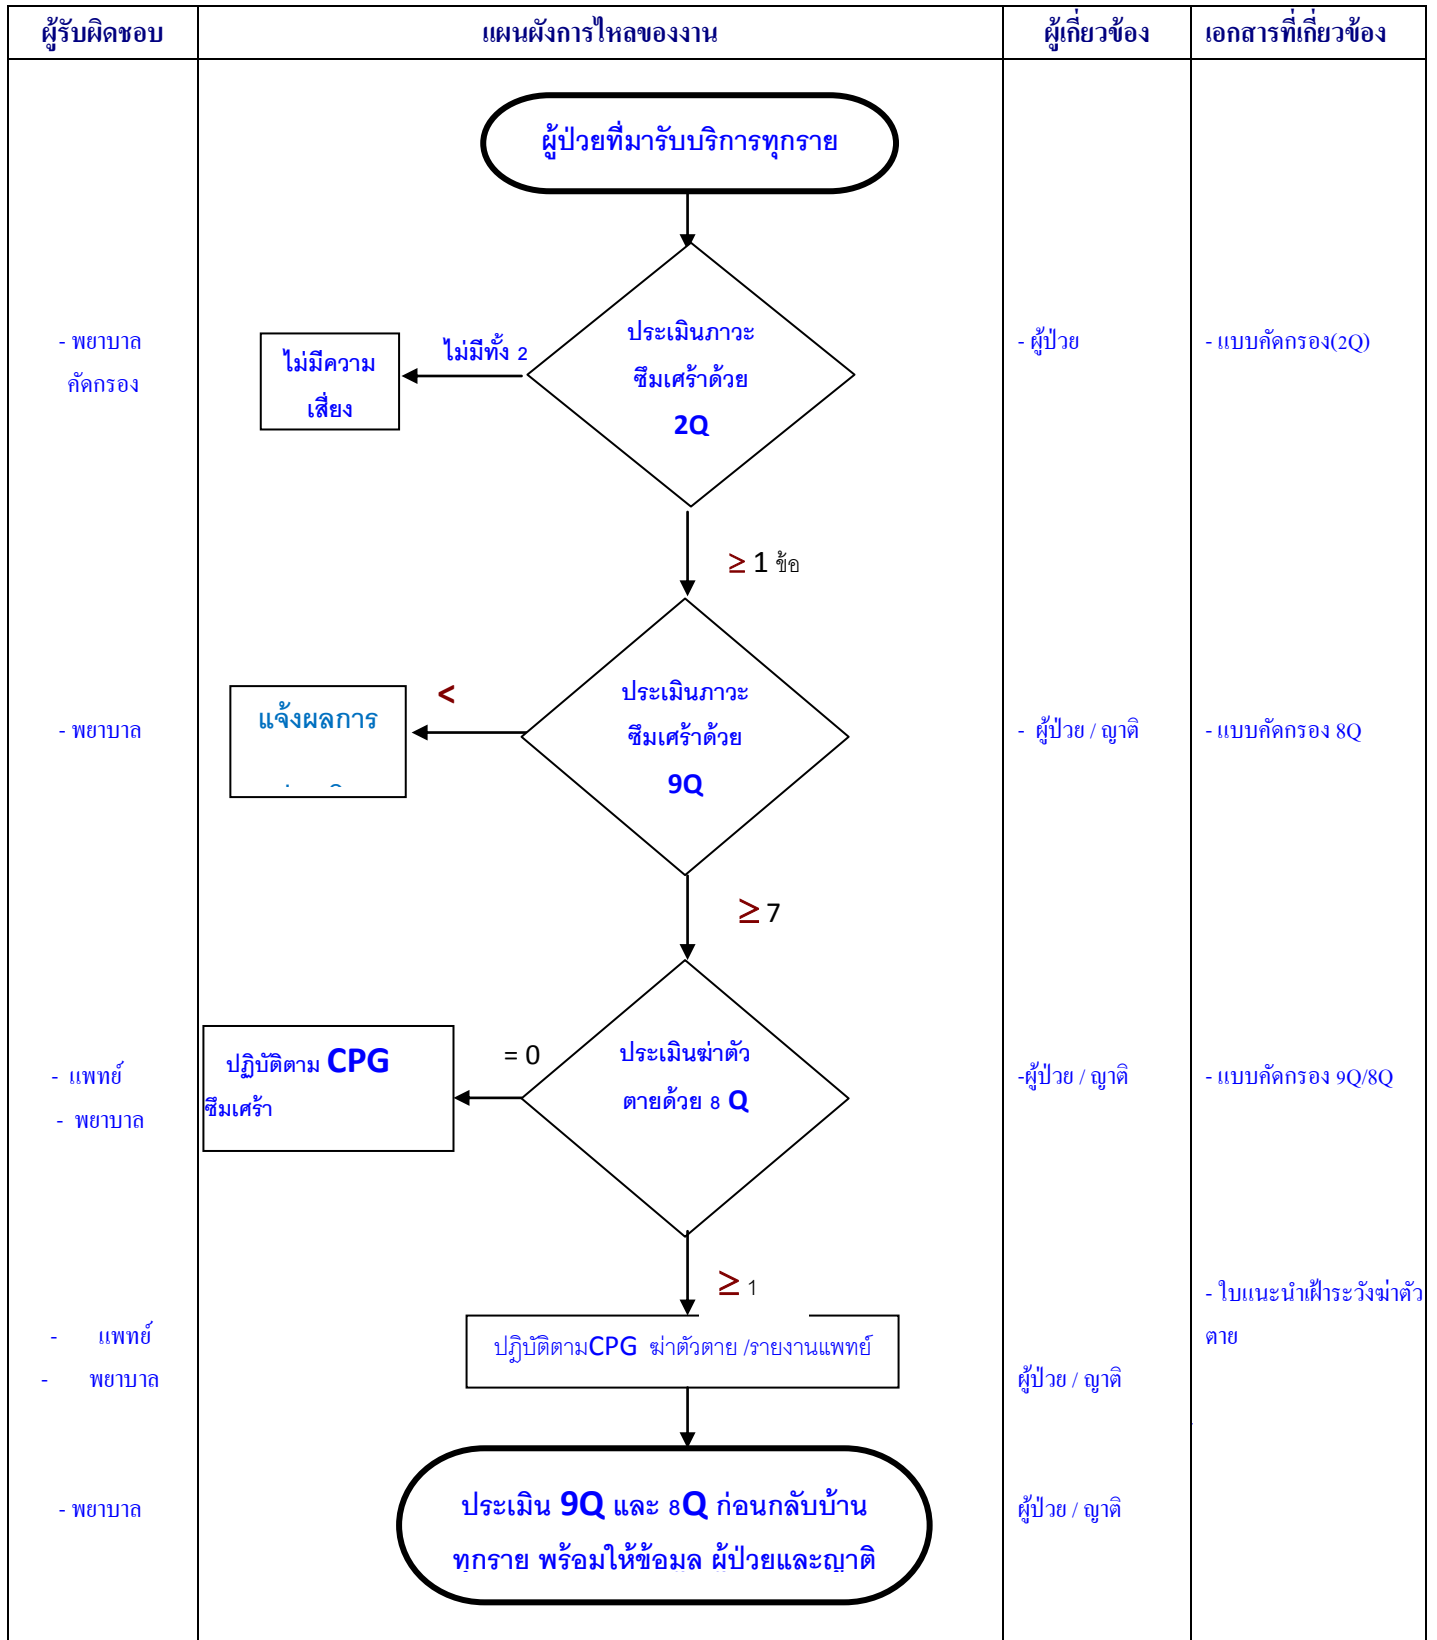 ผู้รับผิดชอบ แผนผังการไหลของงาน ผู้เกี่ยวข้อง เอกสารที่เกี่ยวข้อง
ผู้ป่วยที่มารับบริการทุกราย
- พยาบาล
คัดกรอง
ไม่มีความ
เสี่ยง
ไม่มีทั้ง 2
ประเมินภาวะ
ซึมเศร้าด้วย
2Q
- ผู้ป่วย
- แบบคัดกรอง(2Q)
≥ 1 ข้อ
- พยาบาล
แจ้งผลการ
<
ประเมินภาวะ
ซึมเศร้าด้วย
9Q
- ผู้ป่วย / ญาติ
- แบบคัดกรอง 8Q
≥ 7
- แพทย์
- พยาบาล
ปฏิบัติตาม CPG
ซึมเศร้า
= 0
ประเมินฆ่าตัว
ตายด้วย 8 Q
-ผู้ป่วย / ญาติ
- แบบคัดกรอง 9Q/8Q
≥ 1
- แพทย์
- พยาบาล
ปฎิบัติตามCPG ฆ่าตัวตาย /รายงานแพทย์
ผู้ป่วย / ญาติ
- ใบแนะนำเฝ้าระวังฆ่าตัว
ตาย
- พยาบาล
ประเมิน 9Q และ 8Q ก่อนกลับบ้าน
ทุกราย พร้อมให้ข้อมูล ผู้ป่วยและญาติ
ผู้ป่วย / ญาติ